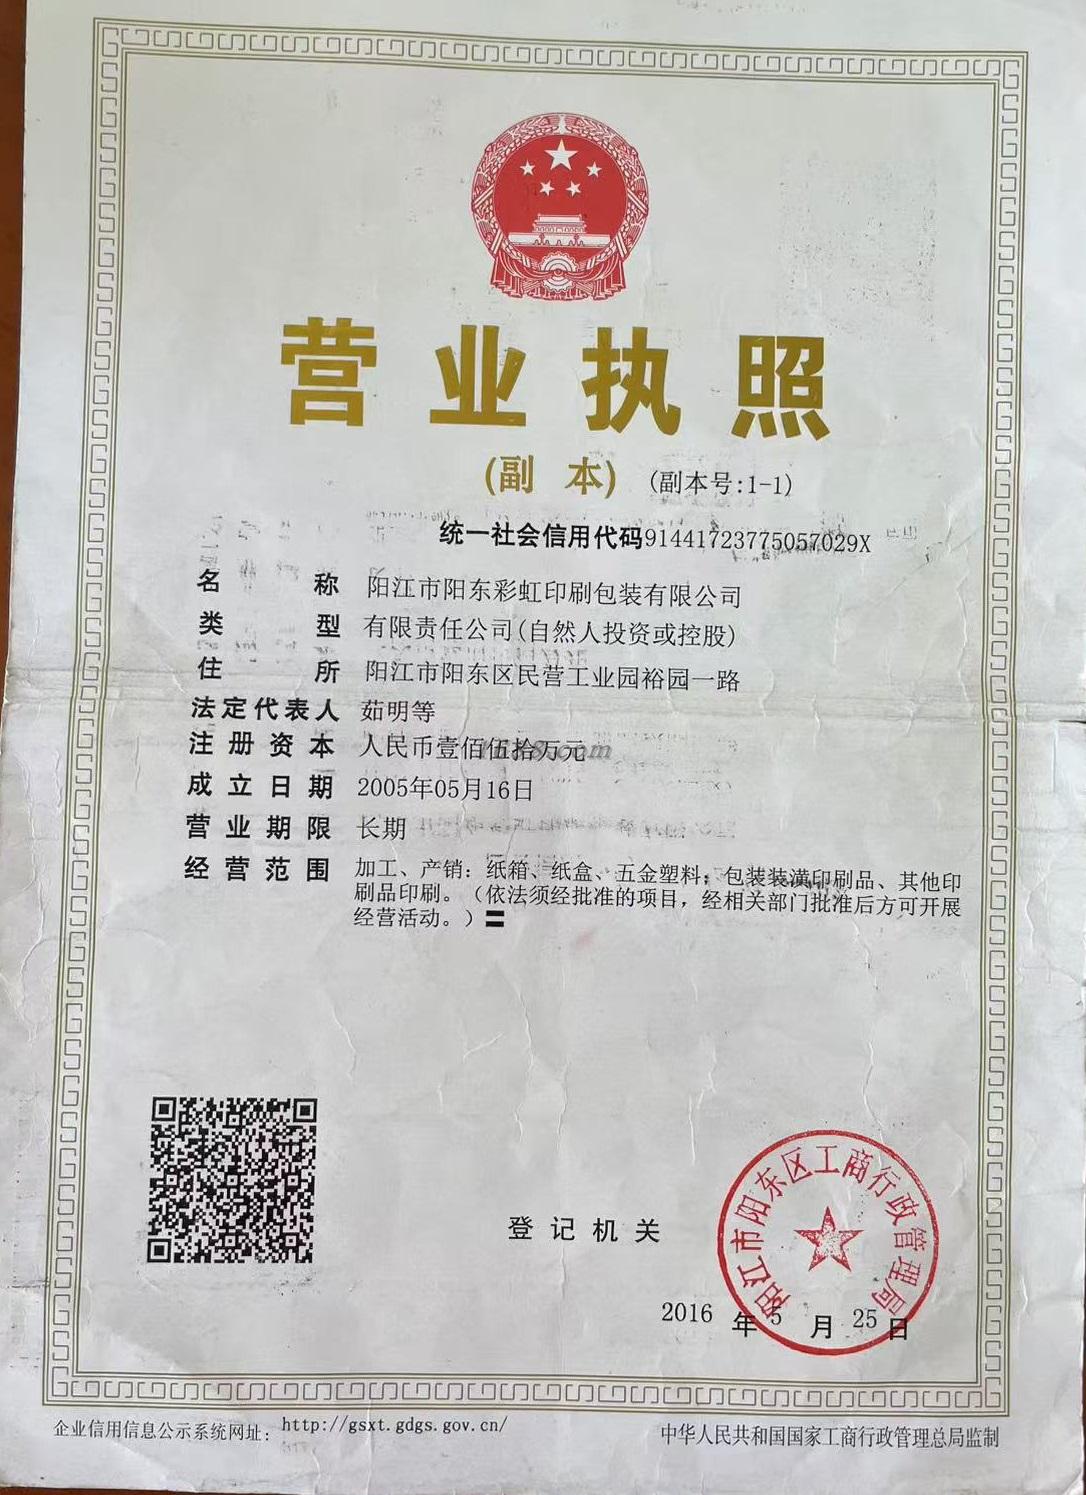 营业执照
(副 本) (副本号:1-1)
统一社会信用代码91441723775057029X
名称 阳江市阳东彩虹印刷包装有限公司
类型 有限责任公司(自然人投资或控股)
住所 阳江市阳东区民营工业园裕园一路
法定代表人 茹明等
注册资本 人民币壹佰伍拾万元
成立日期 2005年05月16日
营业期限 长期
经营范围 加工、产销：纸箱、纸盒、五金塑料；包装装潢印刷品、其他印
刷品印刷。（依法须经批准的项目，经相关部门批准后方可开展
经营活动。）〓
登记机关
阳江市阳东区工商行政管理局
2016 年 5 月 25 日
企业信用信息公示系统网址：http://gsxt.gdgs.gov.cn/
中华人民共和国国家工商行政管理总局监制